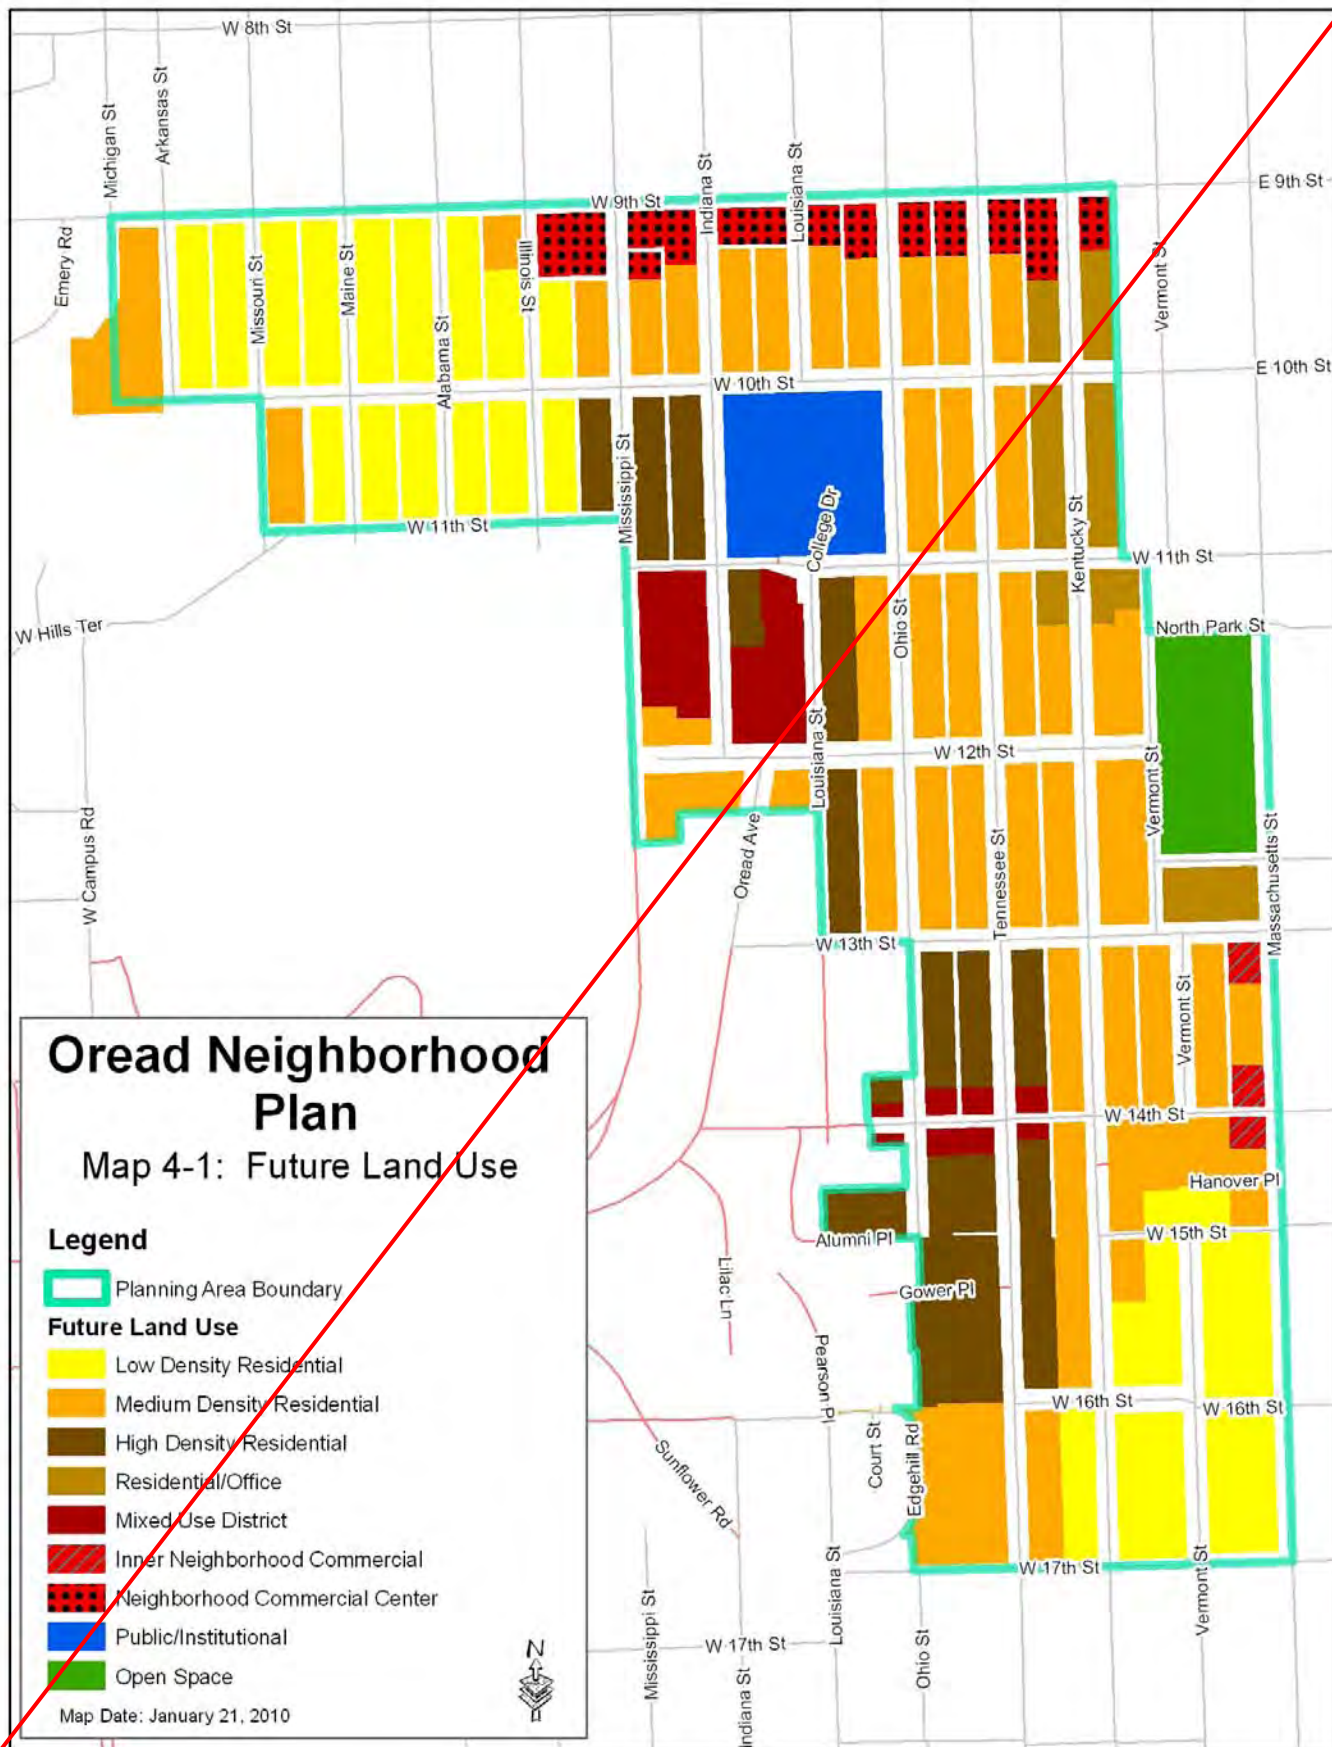 W 8th St
Michigan St
Arkansas St
Indiana St
Louisiana St
E 9th St
W 9th St
Emery Rd
Missouri St
Maine St
Illinois St
Vermont St
Alabama St
E 10th St
W 10th St
Mississippi St
College Dr
Kentucky St
W 11th St
W 11th St
W Hills Ter
Ohio St
North Park St
Louisiana St
W 12th St
Vermont St
W Campus Rd
Oread Ave
Tennessee St
Massachusetts St
W 13th St
Vermont St
W 14th St
Hanover Pl
Alumni Pl
W 15th St
Lilac Ln
Gower Pl
Pearson Pl
W 16th St
W 16th St
Court St
Edgehill Rd
Sunflower Rd
W 17th St
Louisiana St
Vermont St
Mississippi St
W 17th St
Indiana St
Ohio St
Oread Neighborhood
Plan
Map 4-1: Future Land Use
Legend
Planning Area Boundary
Future Land Use
Low Density Residential
Medium Density Residential
High Density Residential
Residential/Office
Mixed Use District
Inner Neighborhood Commercial
Neighborhood Commercial Center
Public/Institutional
Open Space
N
Map Date: January 21, 2010